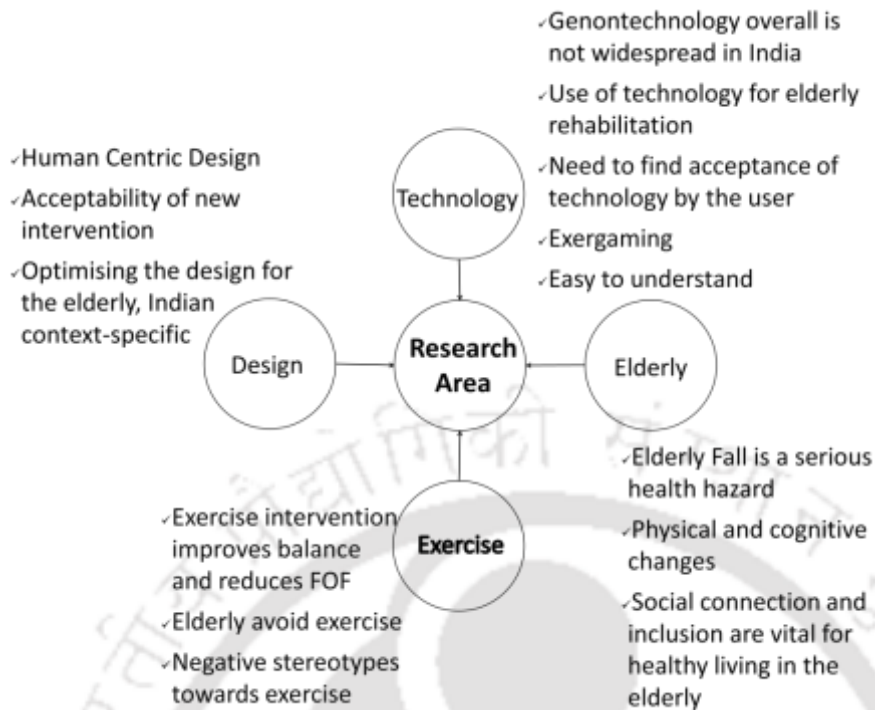 ✓Genontechnology overall is
not widespread in India
✓Use of technology for elderly
rehabilitation
✓Need to find acceptance of
technology by the user
✓Exergaming
✓Easy to understand
✓Human Centric Design
✓Acceptability of new
intervention
✓Optimising the design for
the elderly, Indian
context-specific
Technology
Design
Research
Area
Elderly
Exercise
✓Exercise intervention
improves balance
and reduces FOF
✓Elderly avoid exercise
✓Negative stereotypes
towards exercise
✓Elderly Fall is a serious
health hazard
✓Physical and cognitive
changes
✓Social connection and
inclusion are vital for
healthy living in the
elderly